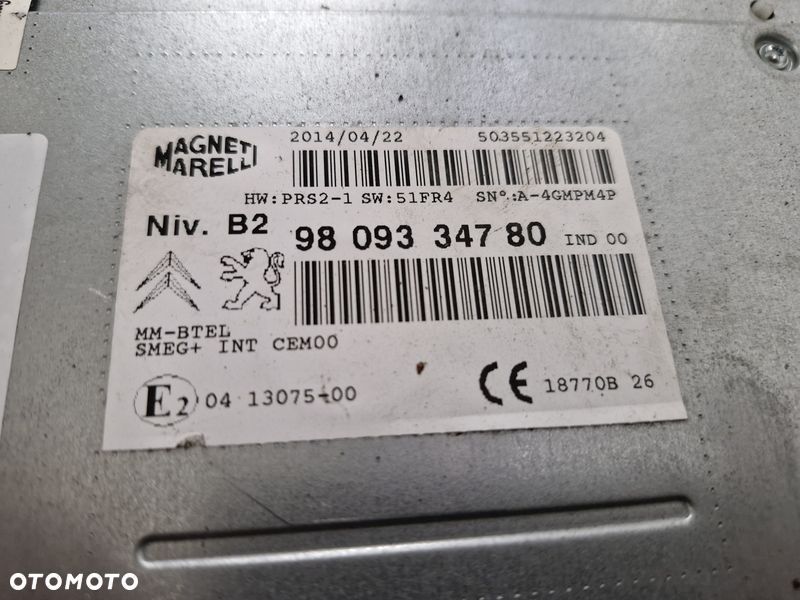 MAGNETI
MARELLI
2014/04/22 503551223204
HW:PRS2-1 SW:51FR4 SN°.:A-4GMPM4P
Niv. B2 98 093 347 80 IND 00
MM-BTEL
SMEG+ INT CEM00
E2 04 13075-00 CE 18770B 26
OTOMOTO